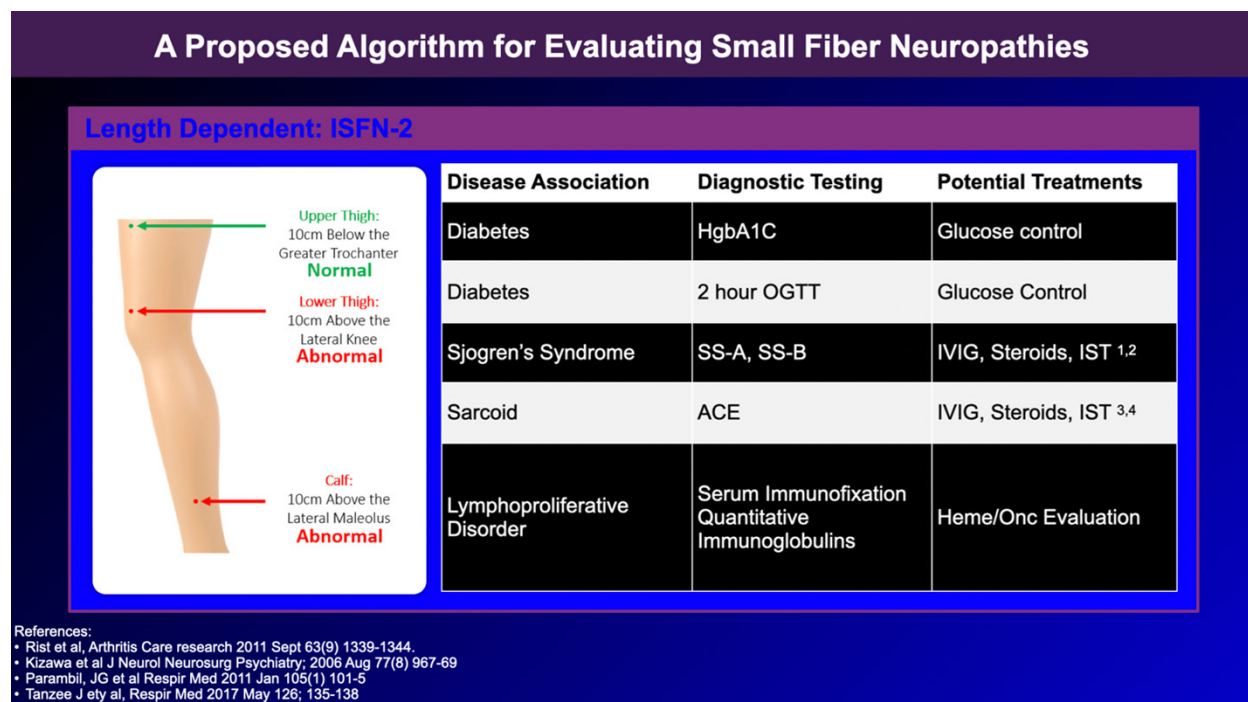 A Proposed Algorithm for Evaluating Small Fiber Neuropathies
Length Dependent: ISFN-2
Upper Thigh:
10cm Below the
Greater Trochanter
Normal
Lower Thigh:
10cm Above the
Lateral Knee
Abnormal
Calf:
10cm Above the
Lateral Maleolus
Abnormal
Disease Association Diagnostic Testing Potential Treatments
Diabetes HgbA1C Glucose control
Diabetes 2 hour OGTT Glucose Control
Sjogren's Syndrome SS-A, SS-B IVIG, Steroids, IST 1,2
Sarcoid ACE IVIG, Steroids, IST 3,4
Lymphoproliferative
Disorder
Serum Immunofixation
Quantitative
Immunoglobulins
Heme/Onc Evaluation
References:
• Rist et al, Arthritis Care research 2011 Sept 63(9) 1339-1344.
• Kizawa et al J Neurol Neurosurg Psychiatry; 2006 Aug 77(8) 967-69
• Parambil, JG et al Respir Med 2011 Jan 105(1) 101-5
• Tanzee J ety al, Respir Med 2017 May 126; 135-138